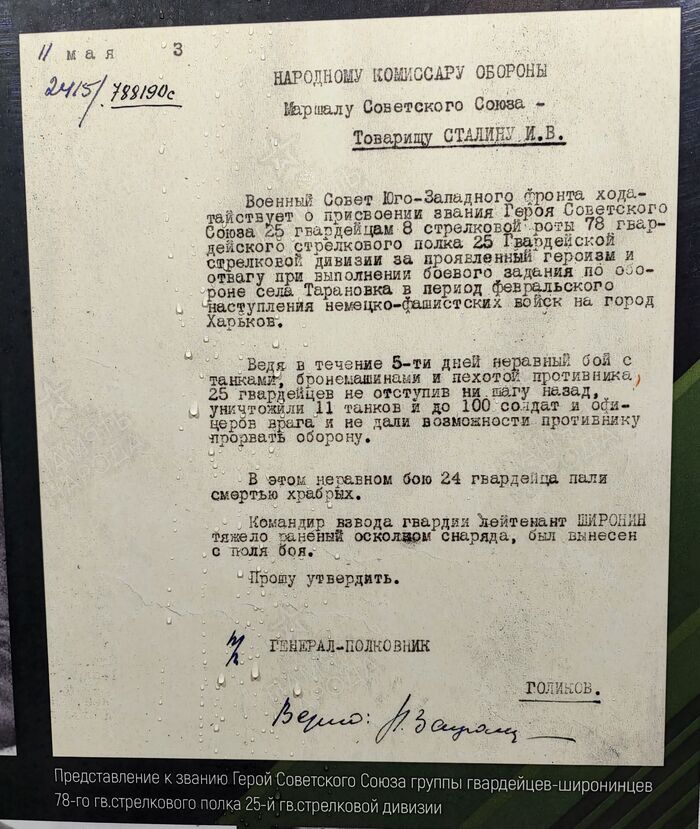 11 мая 3
2415/. 788190с
НАРОДНОМУ КОМИССАРУ ОБОРОНЫ
Маршалу Советского Союза -
Товарищу СТАЛИНУ И.В.
Военный Совет Юго-Западного фронта хода-
тайствует о присвоении звания Героя Советского
Союза 25 гвардейцам 8 стрелковой роты 78 гвар-
дейского стрелкового полка 25 Гвардейской
стрелковой дивизии за проявленный героизм и
отвагу при выполнении боевого задания по обо-
роне села Тарановка в период февральского
наступления немецко-фашистских войск на город
Харьков.
Ведя в течение 5-ти дней неравный бой с
танками, бронемашинами и пехотой противника,
25 гвардейцев не отступив ни шагу назад,
уничтожили 11 танков и до 100 солдат и офи-
церов врага и не дали возможности противнику
прорвать оборону.
В этом неравном бою 24 гвардейца пали
смертью храбрых.
Командир взвода гвардии лейтенант ШИРОНИН
тяжело раненый осколком снаряда, был вынесен
с поля боя.
Прошу утвердить.
п/п ГЕНЕРАЛ-ПОЛКОВНИК
ГОЛИКОВ.
Верно:
ПАМЯТЬ
НАРОДА
Представление к званию Герой Советского Союза группы гвардейцев-широнинцев
78-го гв.стрелкового полка 25-й гв.стрелковой дивизии